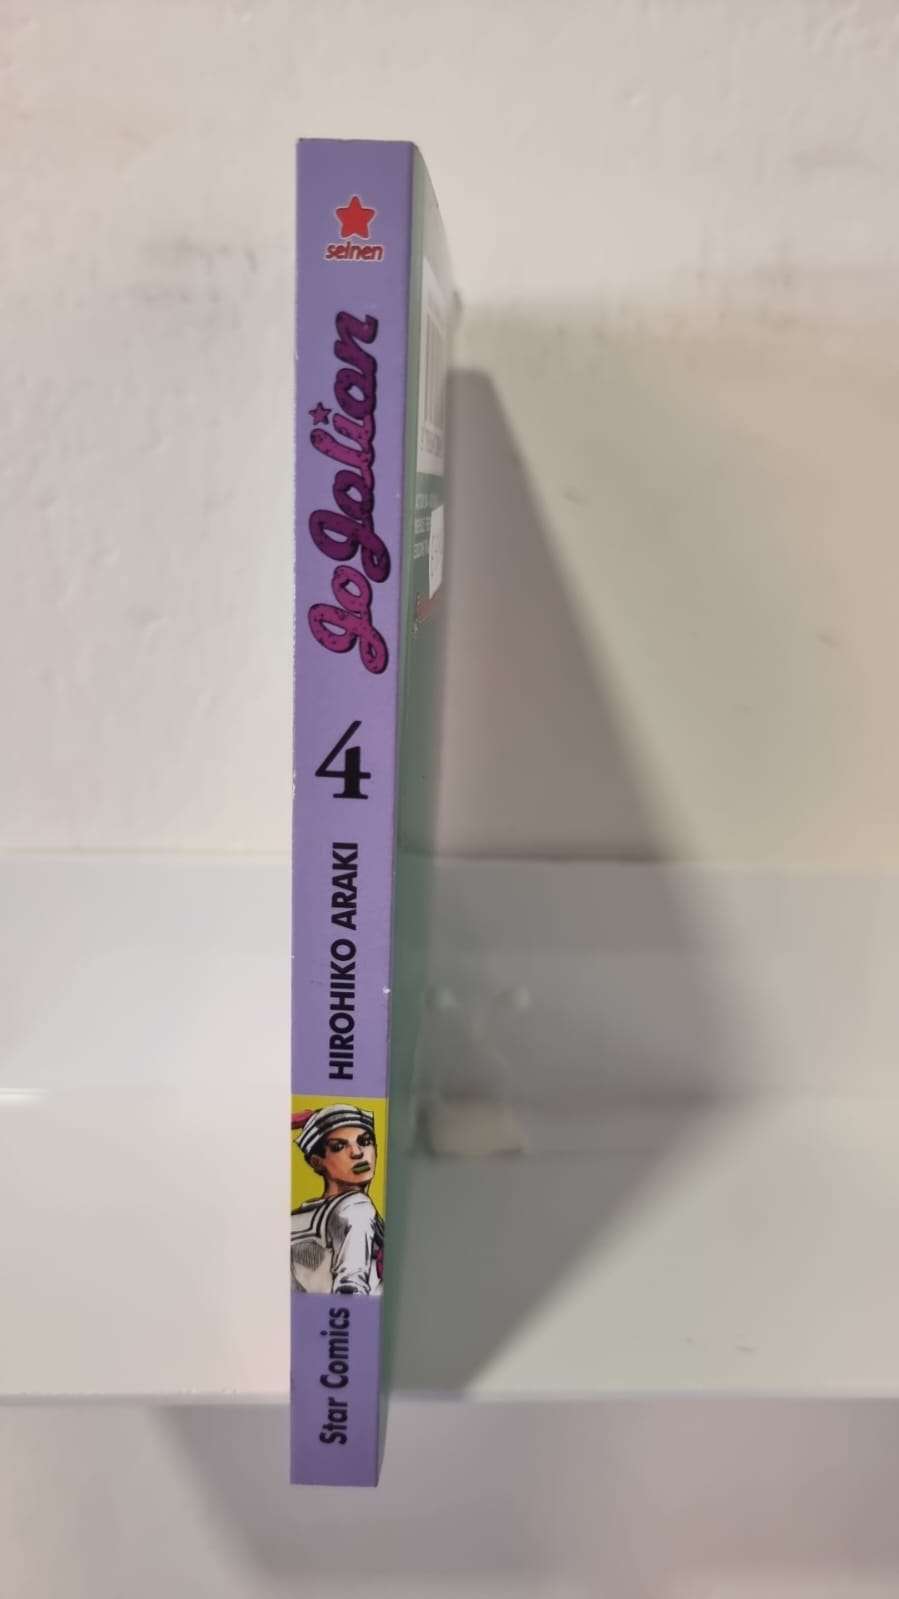 seinen
JoJolion
4
HIROHIKO ARAKI
Star Comics